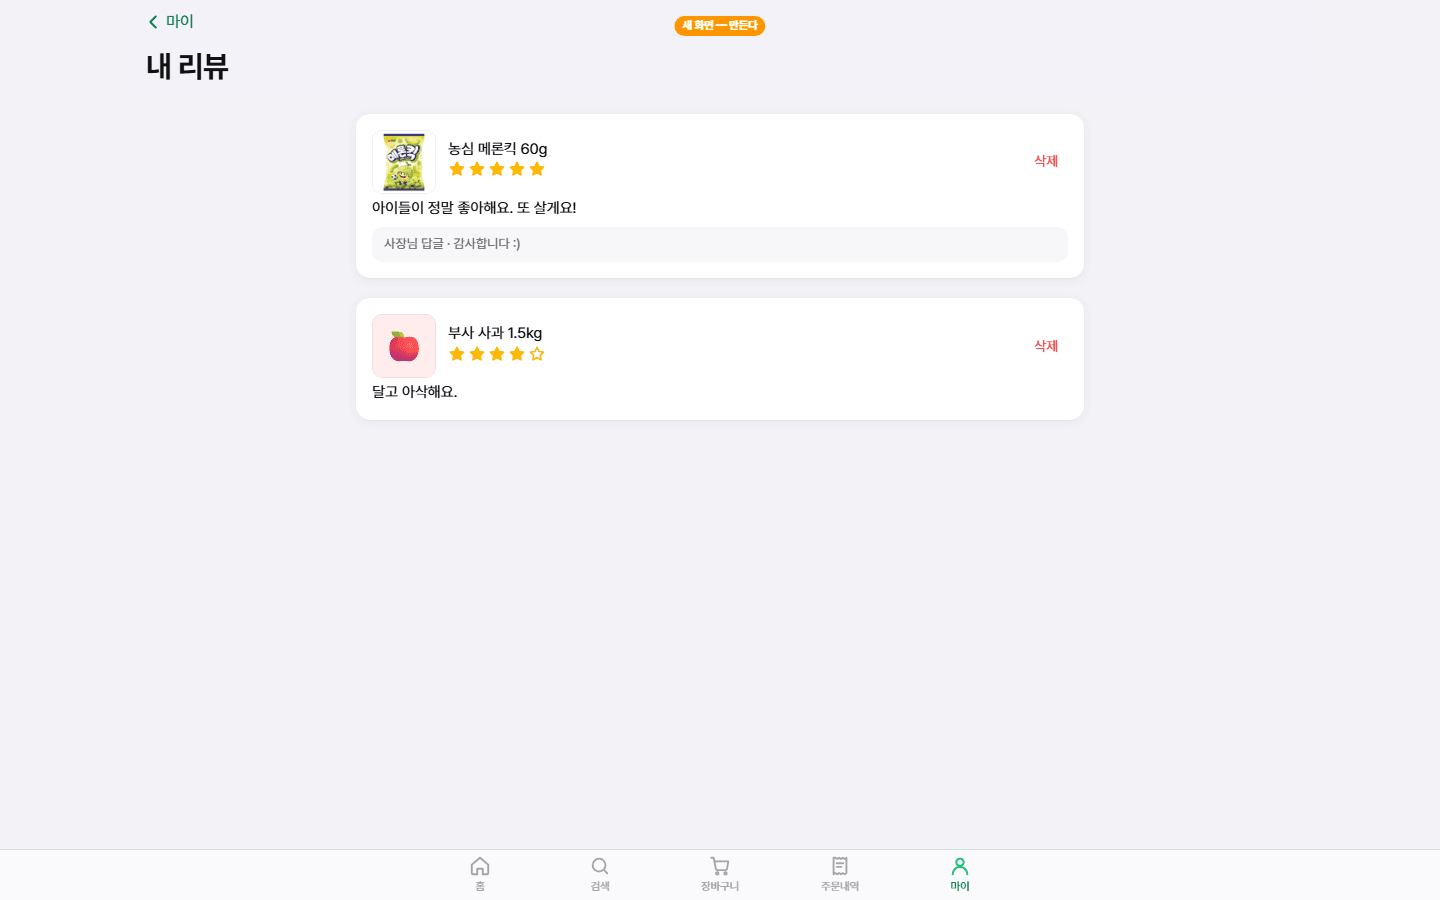 마이
새 화면 — 만든다
내 리뷰
메론킥
농심 메론킥 60g
삭제
아이들이 정말 좋아해요. 또 살게요!
사장님 답글 · 감사합니다 :)
부사 사과 1.5kg
삭제
달고 아삭해요.
홈
검색
장바구니
주문내역
마이